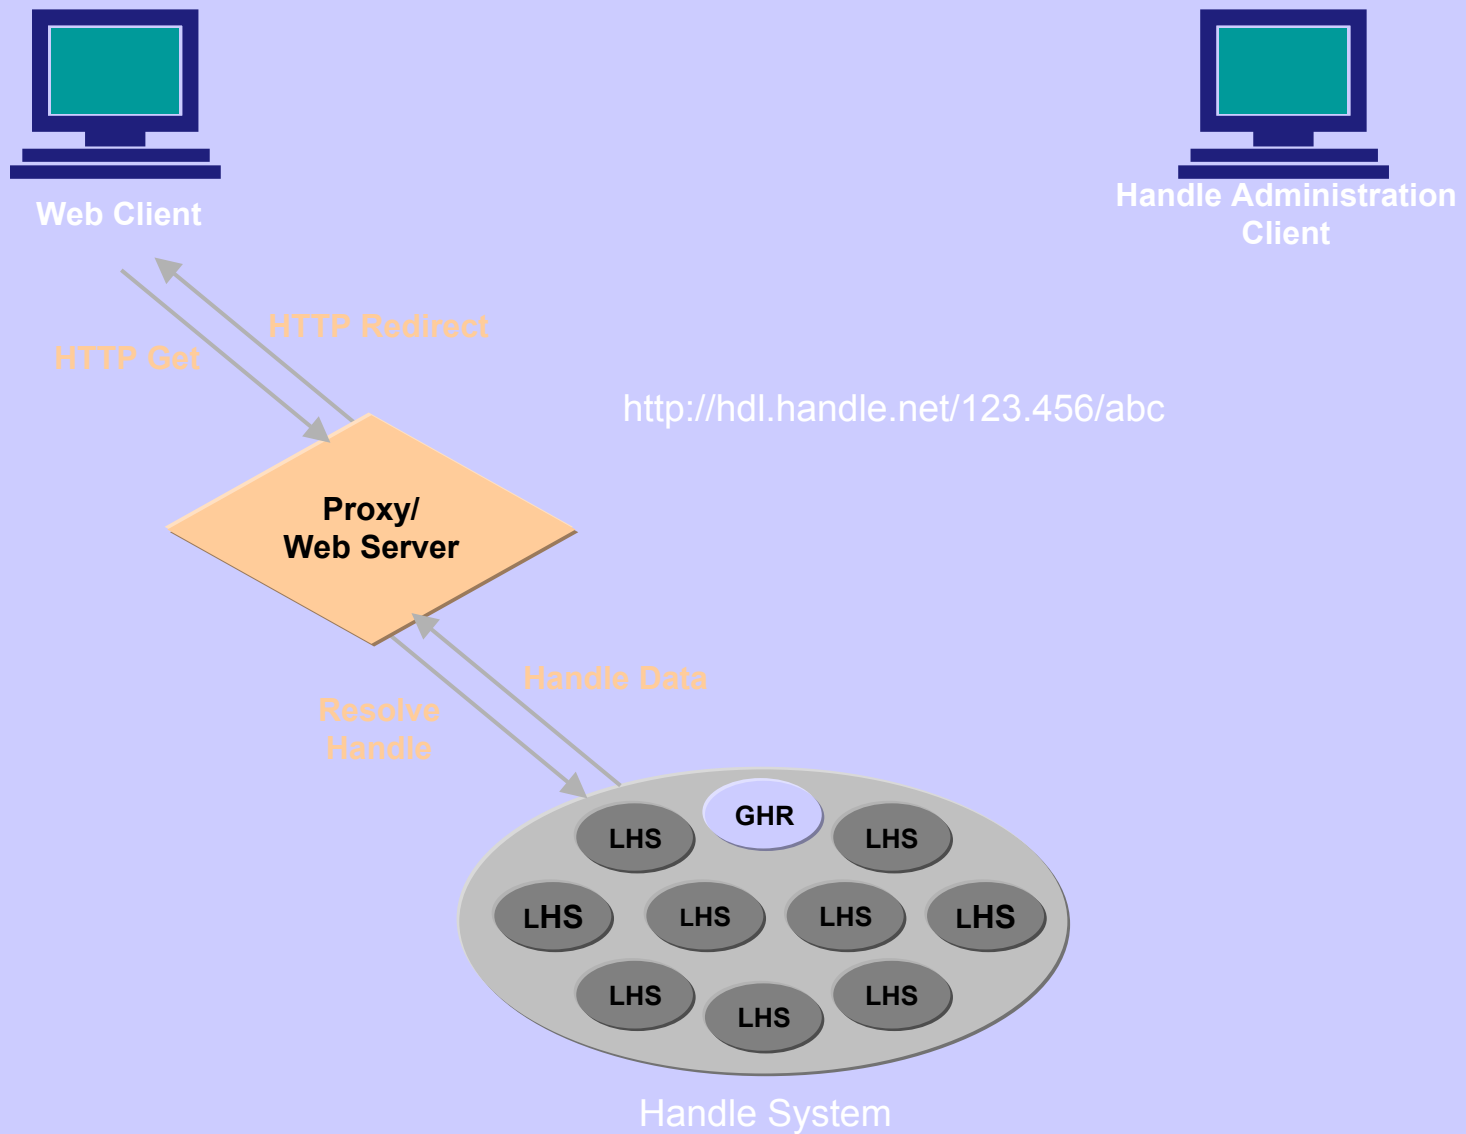 Web Client
Handle Administration
Client
HTTP Redirect
HTTP Get
http://hdl.handle.net/123.456/abc
Proxy/
Web Server
Handle Data
Resolve
Handle
GHR
LHS
LHS
LHS
LHS
LHS
LHS
LHS
LHS
LHS
Handle System